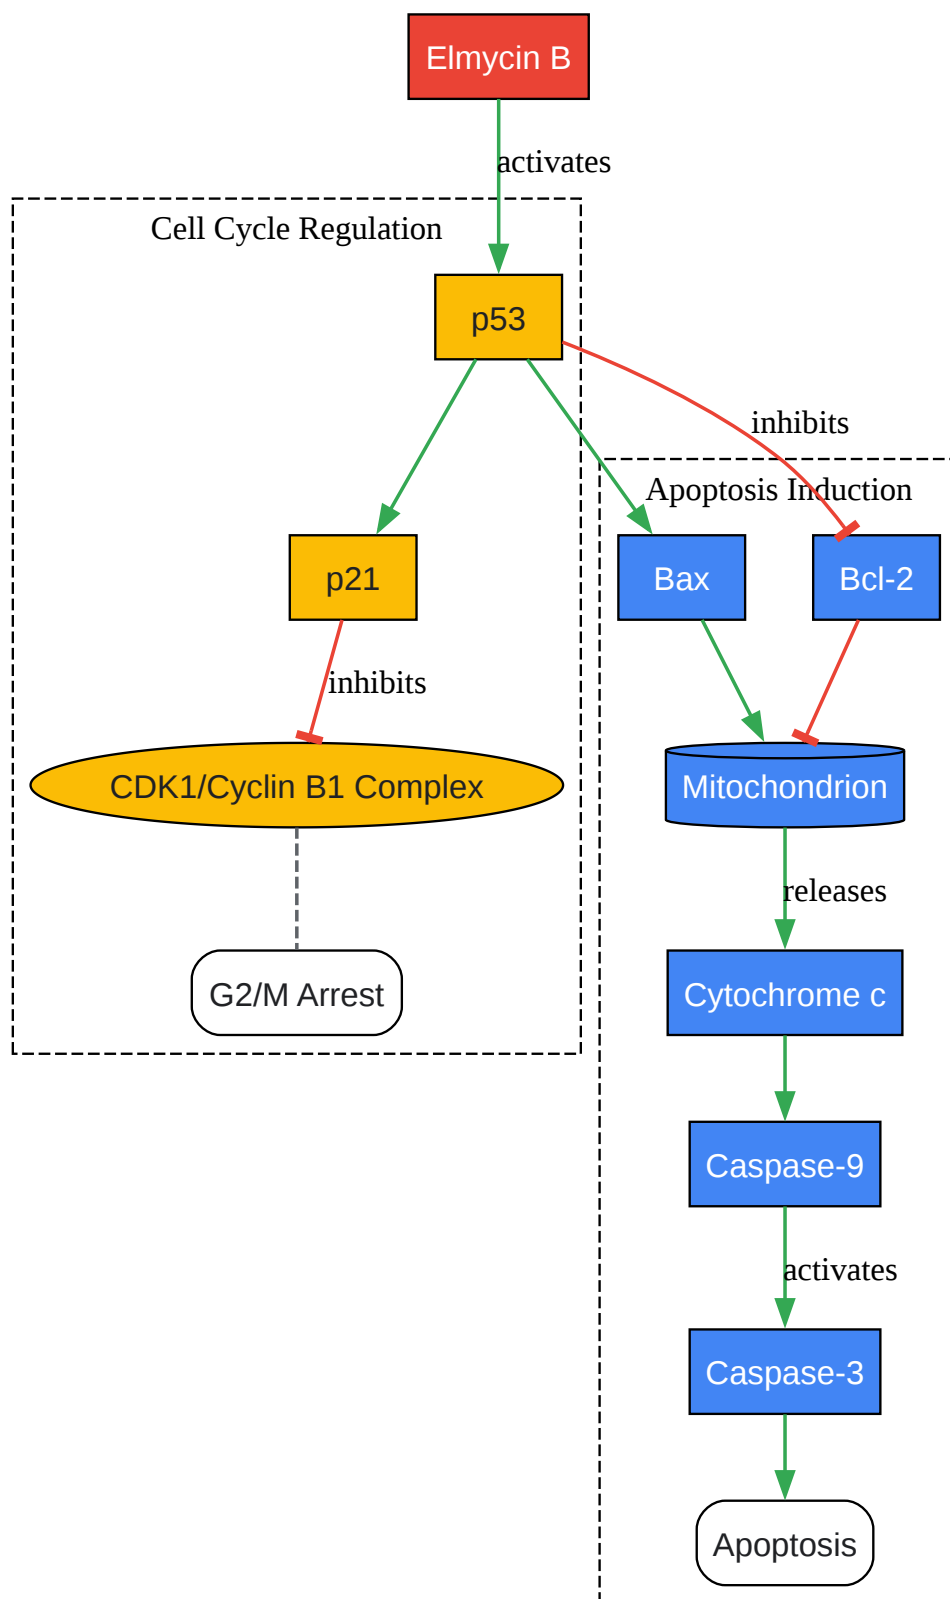 Elmycin B
activates
Cell Cycle Regulation
p53
inhibits
Apoptosis Induction
p21
Bax
Bcl-2
inhibits
CDK1/Cyclin B1 Complex
Mitochondrion
releases
G2/M Arrest
Cytochrome c
Caspase-9
activates
Caspase-3
Apoptosis